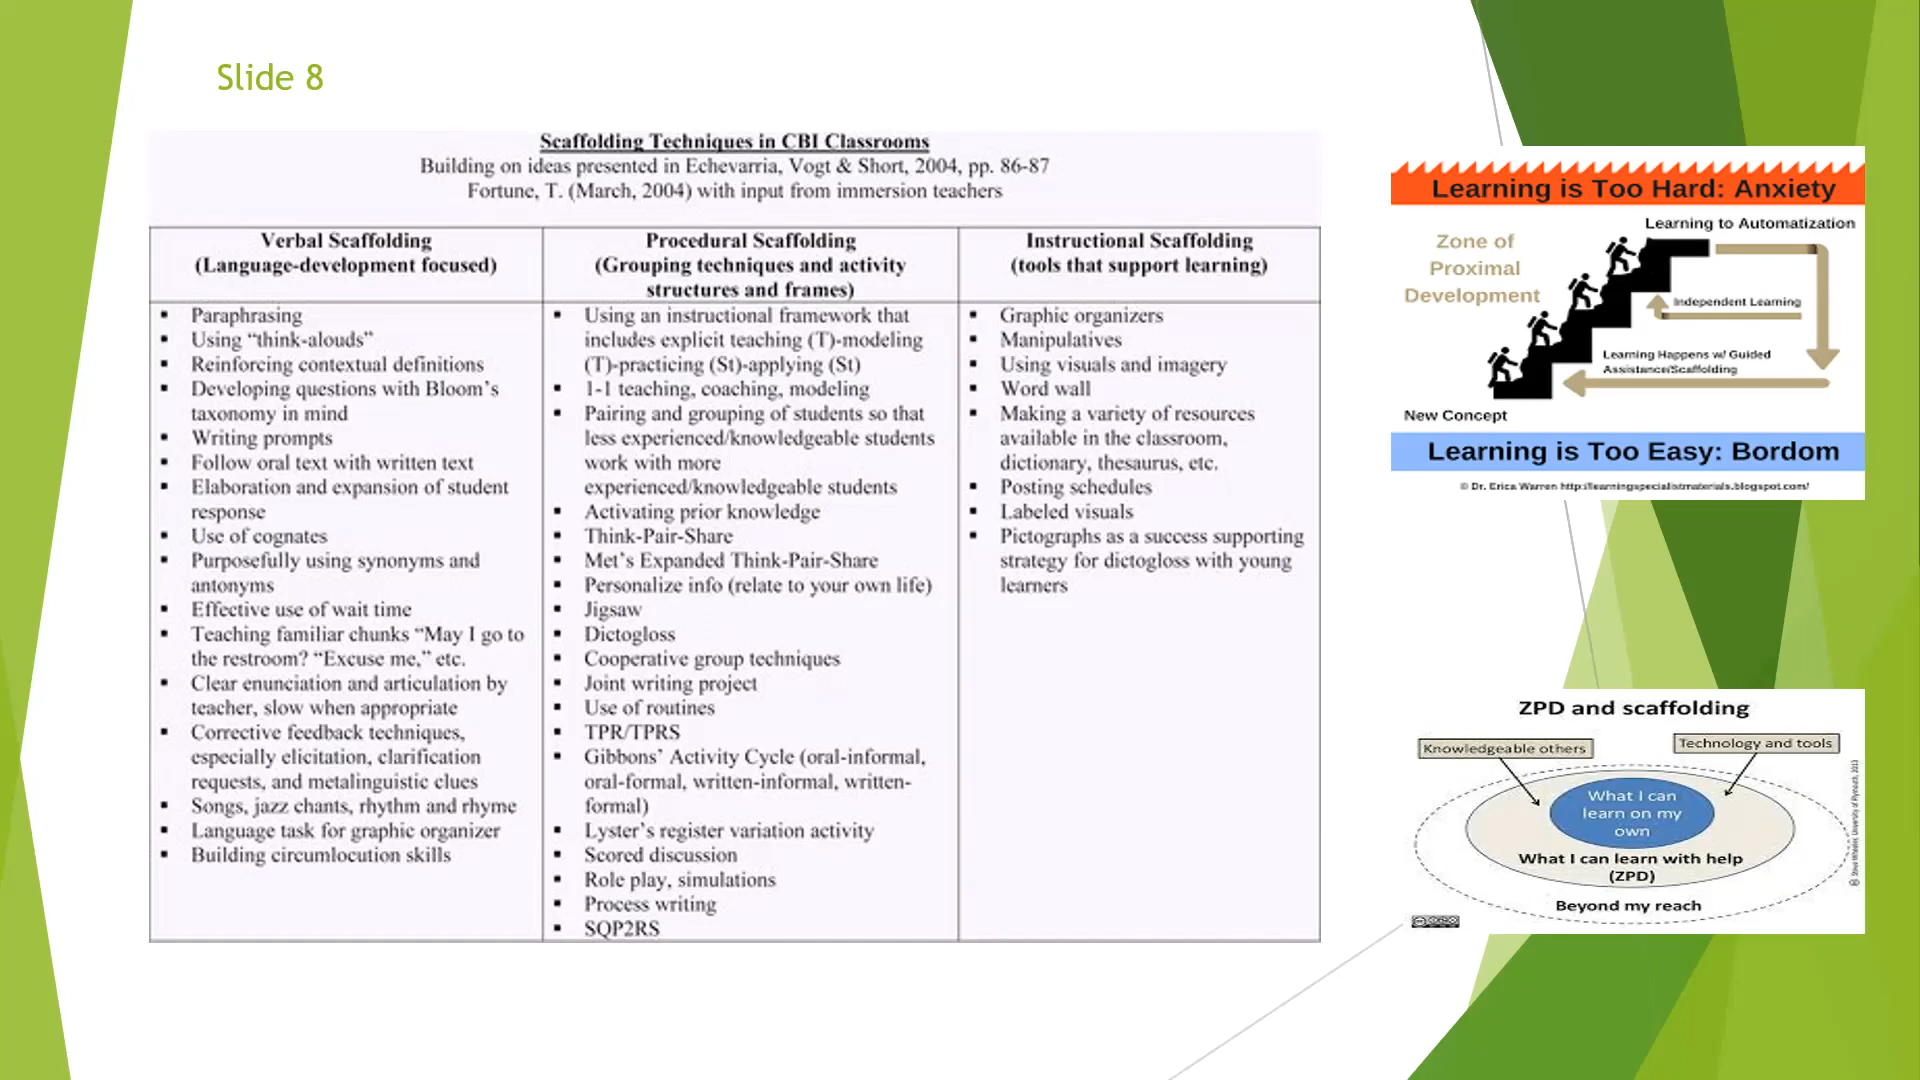 Slide 8
Scaffolding Techniques in CBI Classrooms
Building on ideas presented in Echevarria, Vogt & Short, 2004, pp. 86-87
Fortune, T. (March, 2004) with input from immersion teachers
Verbal Scaffolding
(Language-development focused)
▪ Paraphrasing
▪ Using “think-alouds”
▪ Reinforcing contextual definitions
▪ Developing questions with Bloom’s
taxonomy in mind
▪ Writing prompts
▪ Follow oral text with written text
▪ Elaboration and expansion of student
response
▪ Use of cognates
▪ Purposefully using synonyms and
antonyms
▪ Effective use of wait time
▪ Teaching familiar chunks “May I go to
the restroom? “Excuse me,” etc.
▪ Clear enunciation and articulation by
teacher, slow when appropriate
▪ Corrective feedback techniques,
especially elicitation, clarification
requests, and metalinguistic clues
▪ Songs, jazz chants, rhythm and rhyme
▪ Language task for graphic organizer
▪ Building circumlocution skills
Procedural Scaffolding
(Grouping techniques and activity
structures and frames)
▪ Using an instructional framework that
includes explicit teaching (T)-modeling
(T)-practicing (St)-applying (St)
▪ 1-1 teaching, coaching, modeling
▪ Pairing and grouping of students so that
less experienced/knowledgeable students
work with more
experienced/knowledgeable students
▪ Activating prior knowledge
▪ Think-Pair-Share
▪ Met’s Expanded Think-Pair-Share
▪ Personalize info (relate to your own life)
▪ Jigsaw
▪ Dictogloss
▪ Cooperative group techniques
▪ Joint writing project
▪ Use of routines
▪ TPR/TPRS
▪ Gibbons’ Activity Cycle (oral-informal,
oral-formal, written-informal, written-
formal)
▪ Lyster’s register variation activity
▪ Scored discussion
▪ Role play, simulations
▪ Process writing
▪ SQP2RS
Instructional Scaffolding
(tools that support learning)
▪ Graphic organizers
▪ Manipulatives
▪ Using visuals and imagery
▪ Word wall
▪ Making a variety of resources
available in the classroom,
dictionary, thesaurus, etc.
▪ Posting schedules
▪ Labeled visuals
▪ Pictographs as a success supporting
strategy for dictogloss with young
learners
Learning is Too Hard: Anxiety
Learning to Automatization
Zone of
Proximal
Development
Independent Learning
Learning Happens w/ Guided
Assistance/Scaffolding
New Concept
Learning is Too Easy: Bordom
© Dr. Erica Warren http://learningspecialistmaterials.blogspot.com/
ZPD and scaffolding
Knowledgeable others
Technology and tools
What I can
learn on my
own
What I can learn with help
(ZPD)
Beyond my reach
Steve Wheeler, University of Plymouth, 2013